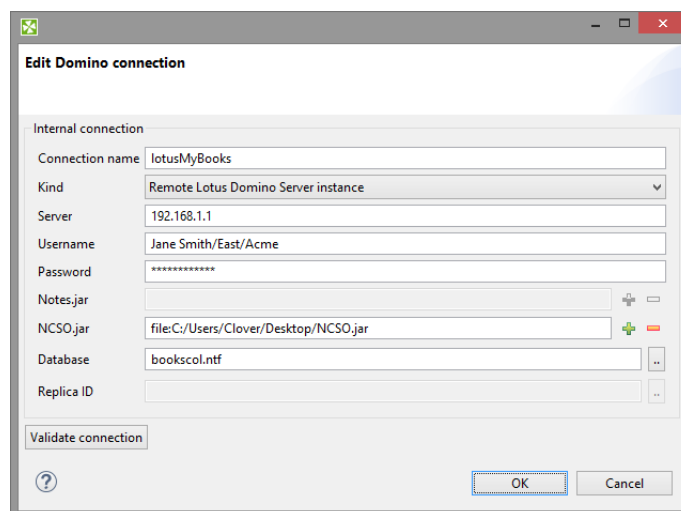 Edit Domino connection
Internal connection
Connection name lotusMyBooks
Kind Remote Lotus Domino Server instance
Server 192.168.1.1
Username Jane Smith/East/Acme
Password ************
Notes.jar
NCSO.jar file:C:/Users/Clover/Desktop/NCSO.jar
Database bookscol.ntf ..
Replica ID ..
Validate connection
? OK Cancel